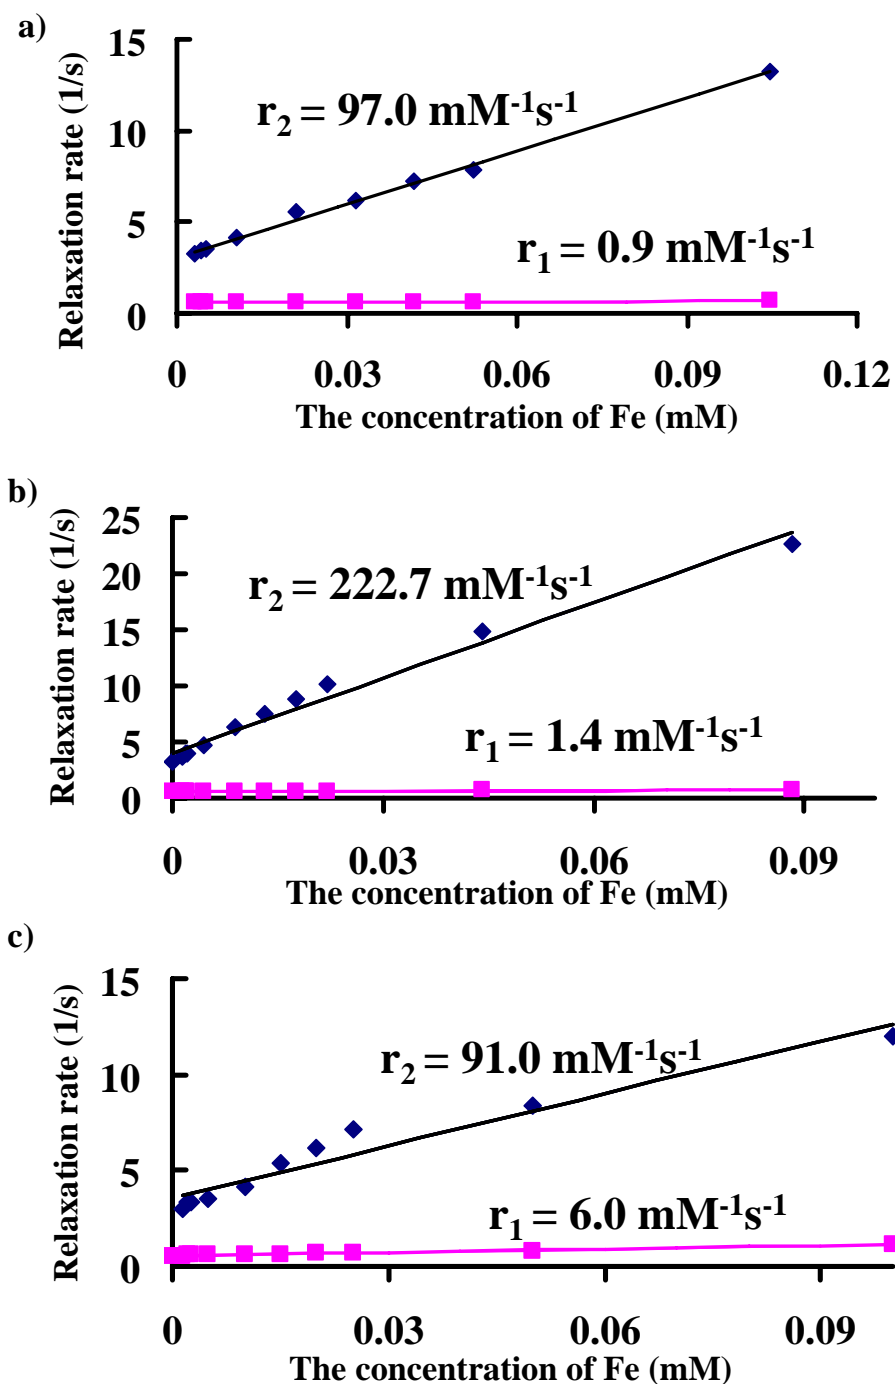 a)
Relaxation rate (1/s)
15
10
5
0
r₂ = 97.0 mM⁻¹s⁻¹
r₁ = 0.9 mM⁻¹s⁻¹
0 0.03 0.06 0.09 0.12
The concentration of Fe (mM)
b)
Relaxation rate (1/s)
25
20
15
10
5
0
r₂ = 222.7 mM⁻¹s⁻¹
r₁ = 1.4 mM⁻¹s⁻¹
0 0.03 0.06 0.09
The concentration of Fe (mM)
c)
Relaxation rate (1/s)
15
10
5
0
r₂ = 91.0 mM⁻¹s⁻¹
r₁ = 6.0 mM⁻¹s⁻¹
0 0.03 0.06 0.09
The concentration of Fe (mM)